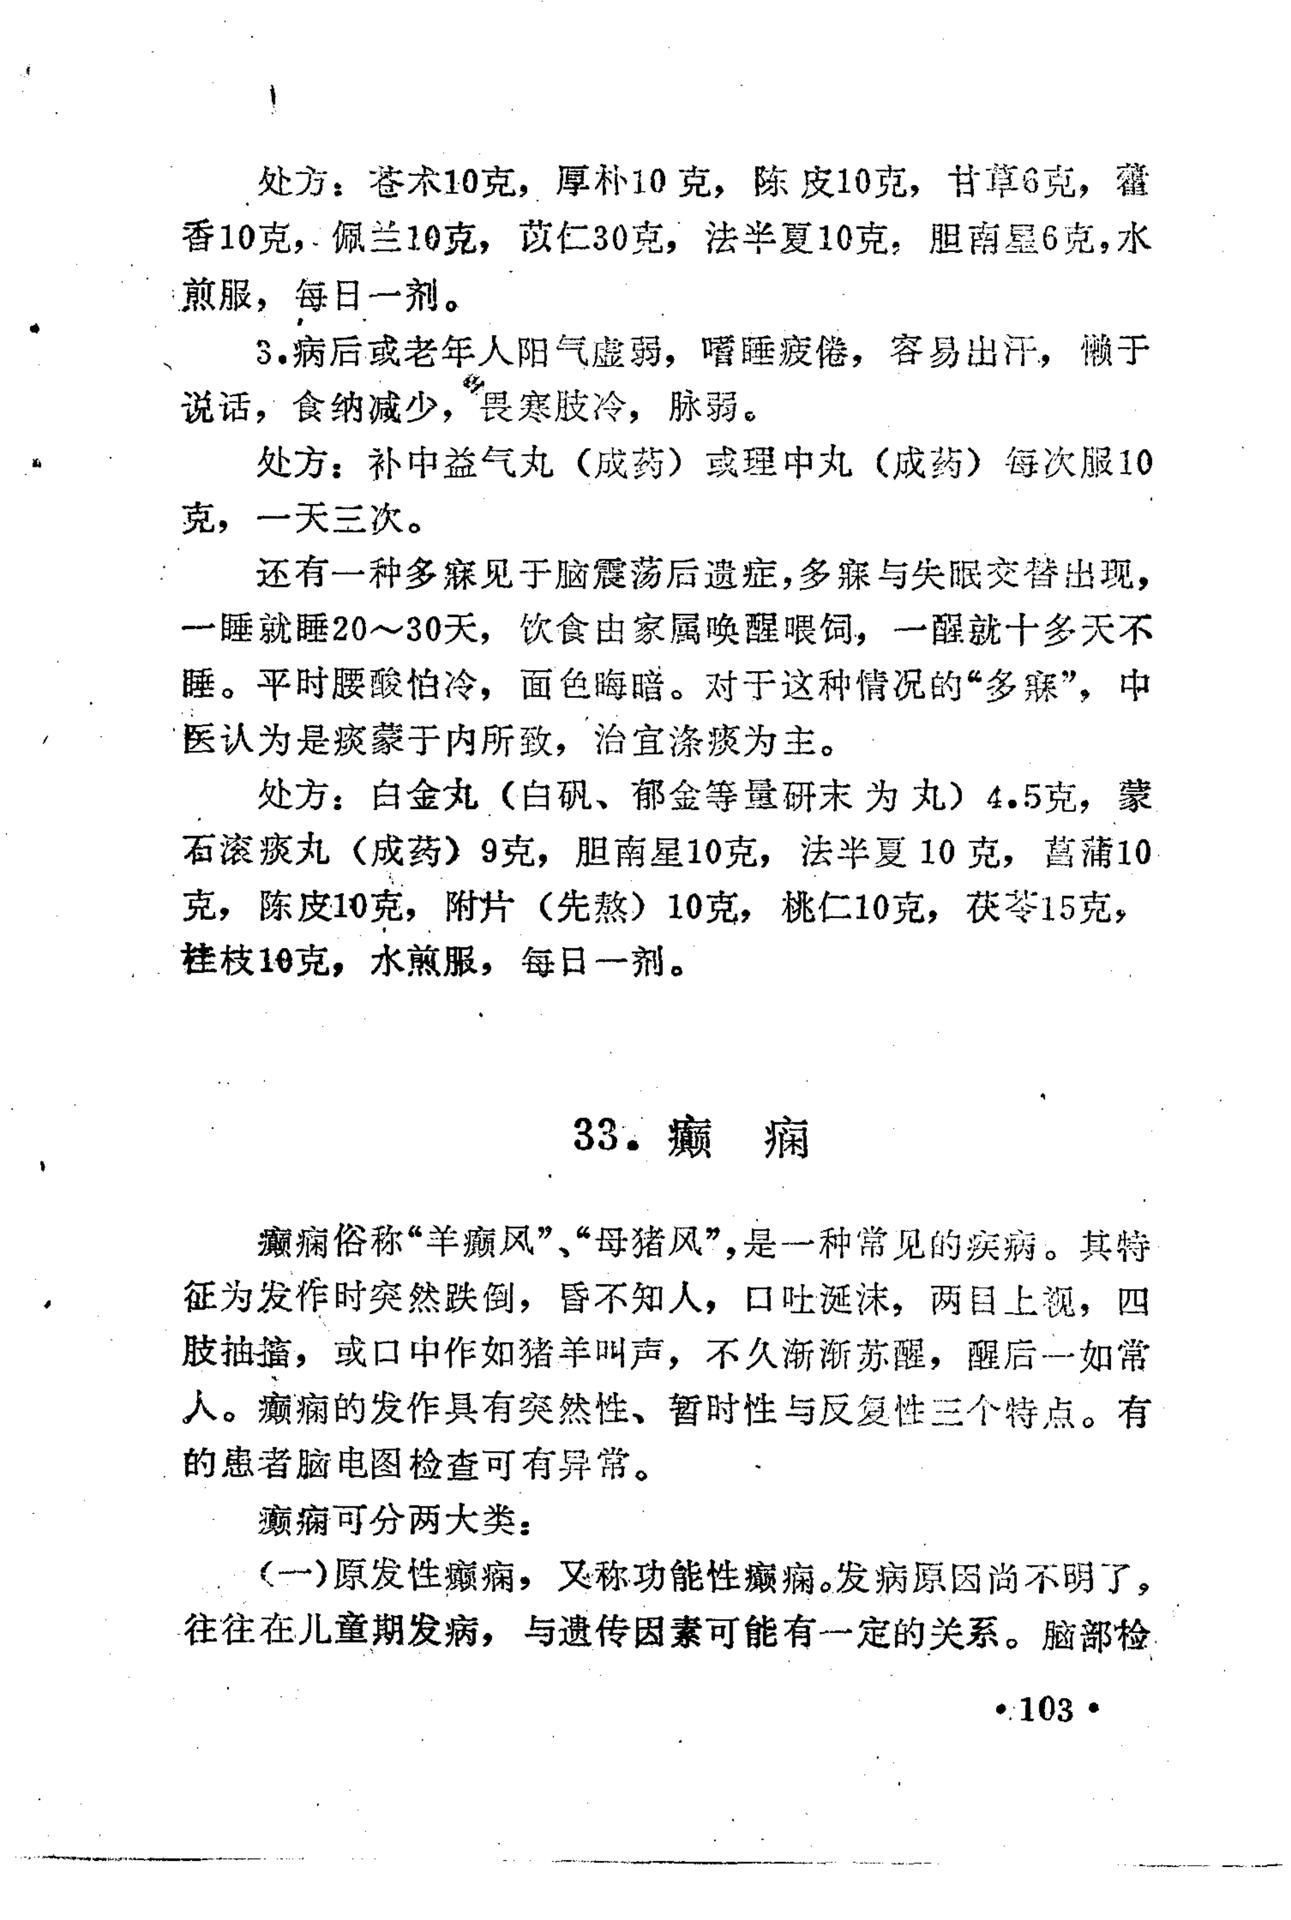 处方：苍术10克，厚朴10克，陈皮10克，甘草6克，藿
香10克，佩兰10克，苡仁30克，法半夏10克，胆南星6克，水
煎服，每日一剂。
3.病后或老年人阳气虚弱，嗜睡疲倦，容易出汗，懒于
说话，食纳减少，畏寒肢冷，脉弱。
处方：补中益气丸（成药）或理中丸（成药）每次服10
克，一天三次。
还有一种多寐见于脑震荡后遗症，多寐与失眠交替出现，
一睡就睡20～30天，饮食由家属唤醒喂饲，一醒就十多天不
睡。平时腰酸怕冷，面色晦暗。对于这种情况的“多寐”，中
医认为是痰蒙于内所致，治宜涤痰为主。
处方：白金丸（白矾、郁金等量研末为丸）4.5克，蒙
石滚痰丸（成药）9克，胆南星10克，法半夏10克，菖蒲10
克，陈皮10克，附片（先熬）10克，桃仁10克，茯苓15克，
桂枝10克，水煎服，每日一剂。
33.癫 痫
癫痫俗称“羊癫风”、“母猪风”，是一种常见的疾病。其特
征为发作时突然跌倒，昏不知人，口吐涎沫，两目上视，四
肢抽搐，或口中作如猪羊叫声，不久渐渐苏醒，醒后一如常
人。癫痫的发作具有突然性、暂时性与反复性三个特点。有
的患者脑电图检查可有异常。
癫痫可分两大类：
（一）原发性癫痫，又称功能性癫痫。发病原因尚不明了，
往往在儿童期发病，与遗传因素可能有一定的关系。脑部检
·103·